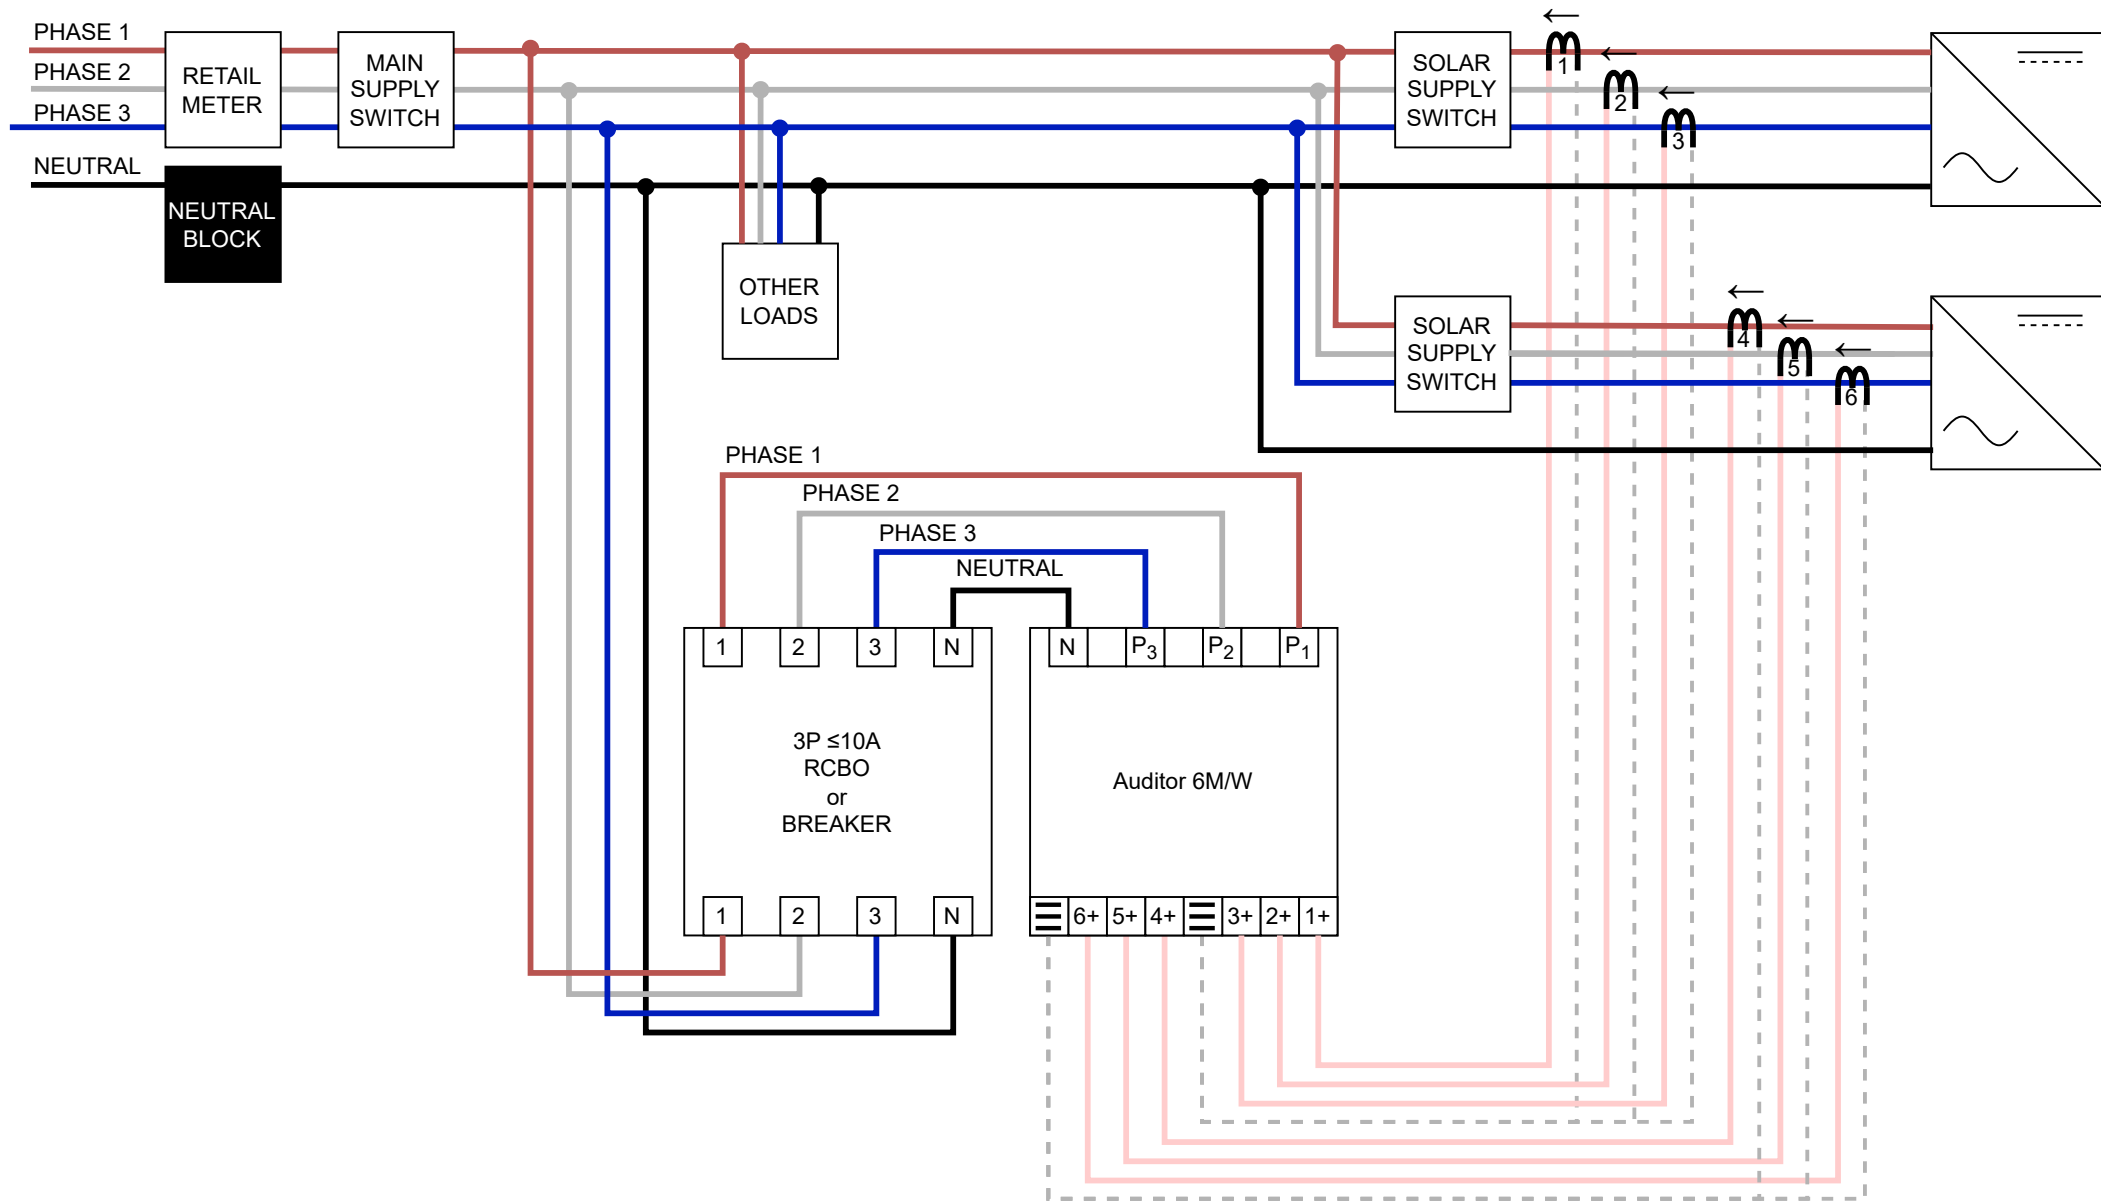 PHASE 1
PHASE 2
PHASE 3
NEUTRAL
RETAIL
METER
MAIN
SUPPLY
SWITCH
NEUTRAL
BLOCK
OTHER
LOADS
SOLAR
SUPPLY
SWITCH
1
2
3
SOLAR
SUPPLY
SWITCH
4
5
6
PHASE 1
PHASE 2
PHASE 3
NEUTRAL
1 2 3 N
3P ≤10A
RCBO
or
BREAKER
1 2 3 N
N P3 P2 P1
Auditor 6M/W
6+ 5+ 4+ 3+ 2+ 1+